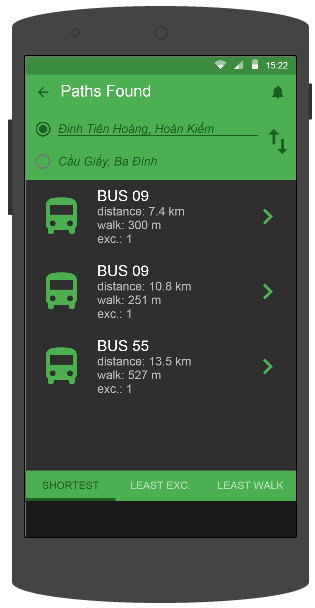 15:22
Paths Found
Đinh Tiên Hoàng, Hoàn Kiếm
Cầu Giấy, Ba Đình
BUS 09
distance: 7.4 km
walk: 300 m
exc.: 1
BUS 09
distance: 10.8 km
walk: 251 m
exc.: 1
BUS 55
distance: 13.5 km
walk: 527 m
exc.: 1
SHORTEST LEAST EXC. LEAST WALK